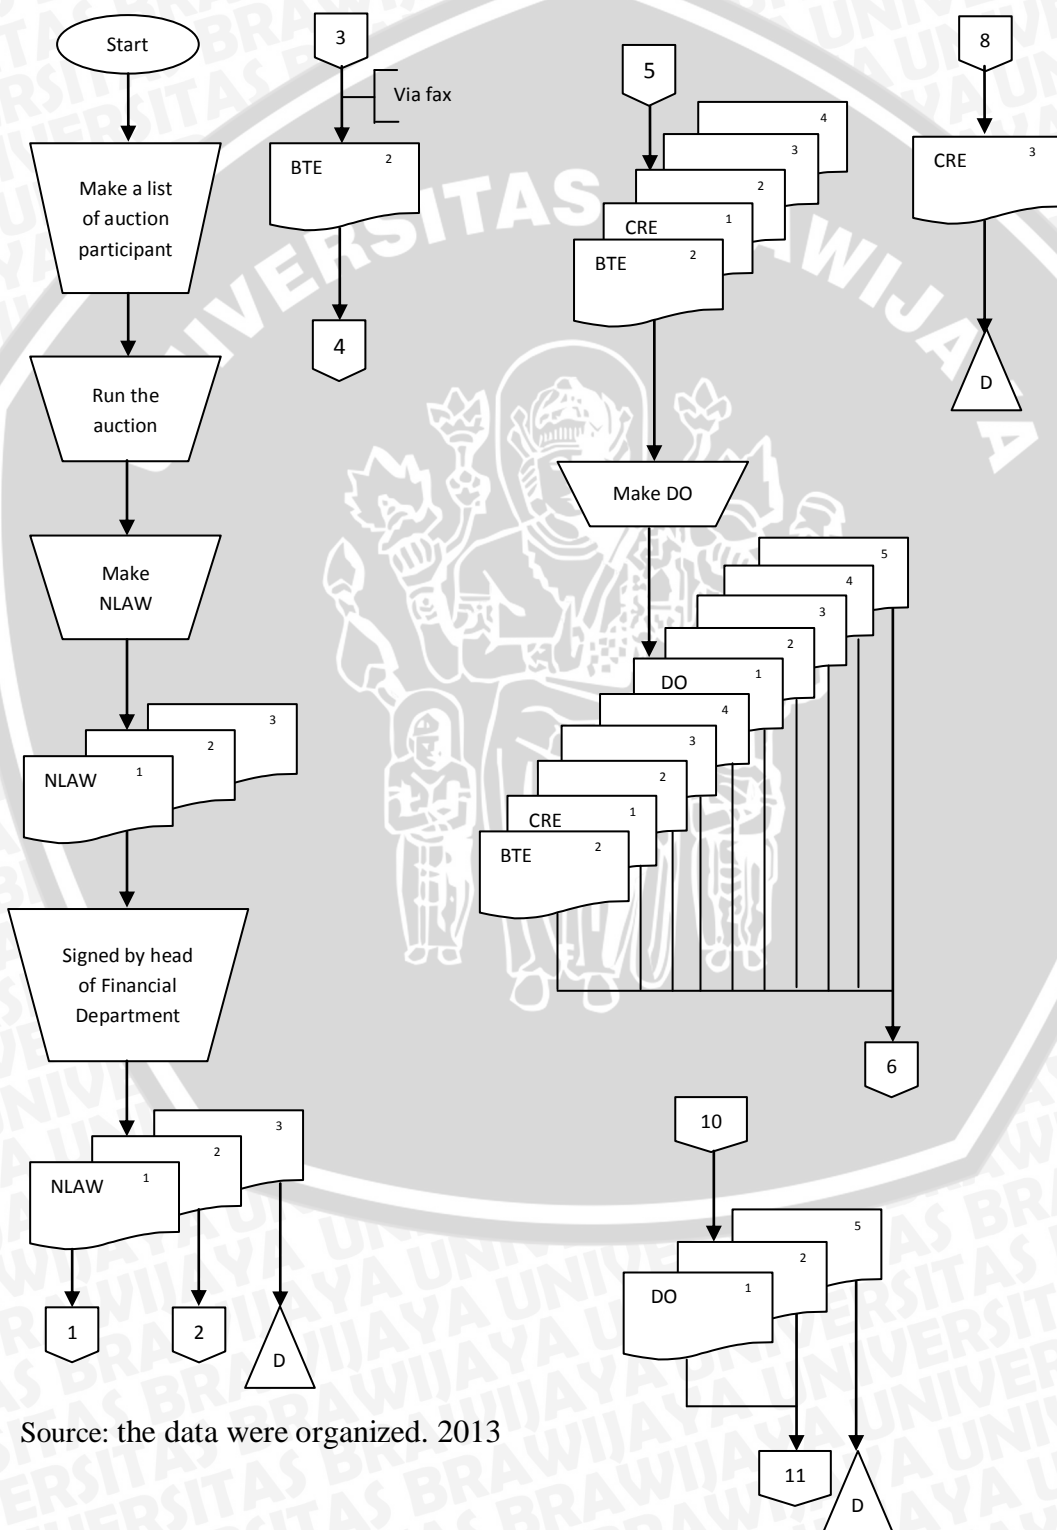 Start
Make a list
of auction
participant
Run the
auction
Make
NLAW
3
2
NLAW 1
Signed by head
of Financial
Department
3
2
NLAW 1
1
2
D
3
Via fax
BTE 2
4
5
4
3
2
CRE 1
BTE 2
Make DO
5
4
3
2
DO 1
4
3
2
CRE 1
BTE 2
6
10
5
2
DO 1
11
D
8
CRE 3
D
Source: the data were organized. 2013
UNIVERSITAS BRAWIJAYA